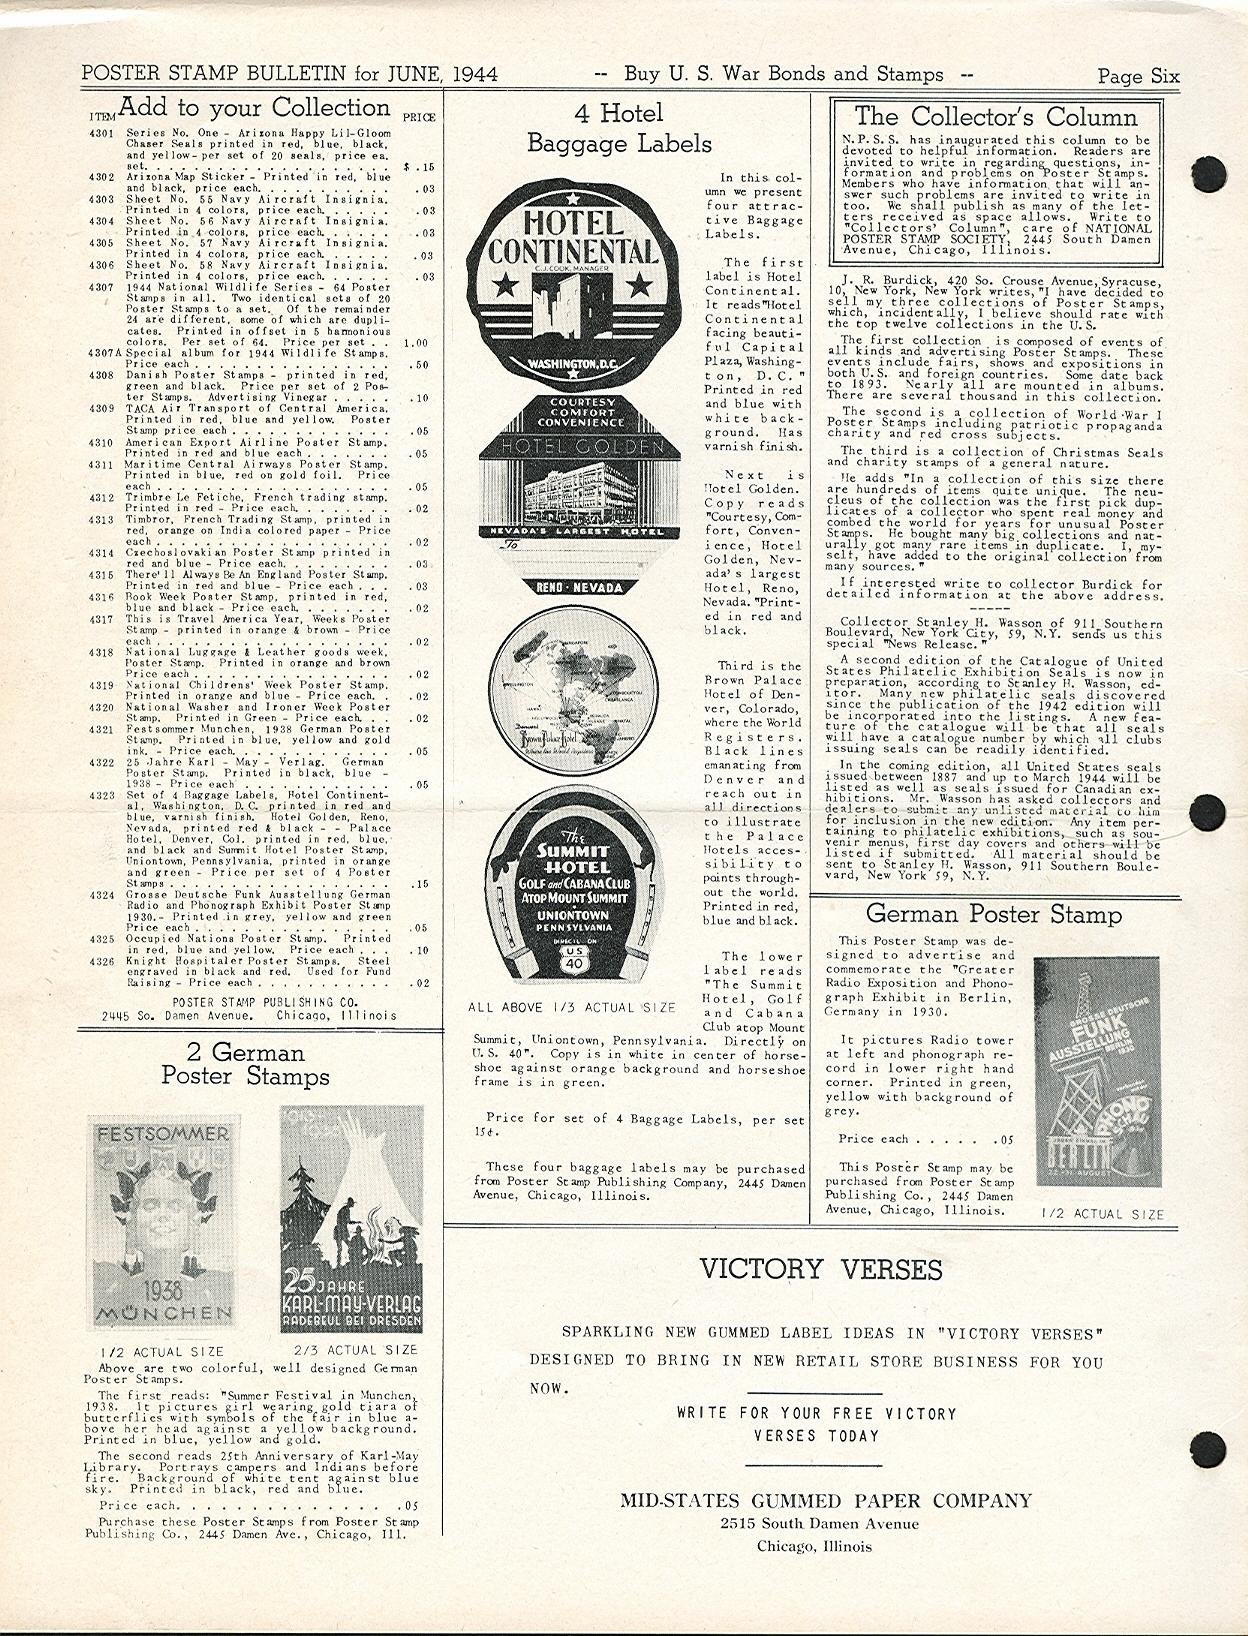 POSTER STAMP BULLETIN for JUNE, 1944 -- Buy U. S. War Bonds and Stamps -- Page Six
Add to your Collection
ITEM PRICE
4301 Series No. One - Arizona Happy Lil-Gloom
Chaser Seals printed in red, blue, black,
and yellow-per set of 20 seals, price ea.
set. . . . . . . . . . . . . . . . $ .15
4302 Arizona Map Sticker - Printed in red, blue
and black, price each. . . . . . . . . . . .03
4303 Sheet No. 55 Navy Aircraft Insignia.
Printed in 4 colors, price each. . . . . . .03
4304 Sheet No. 56 Navy Aircraft Insignia.
Printed in 4 colors, price each. . . . . . .03
4305 Sheet No. 57 Navy Aircraft Insignia.
Printed in 4 colors, price each. . . . . . .03
4306 Sheet No. 58 Navy Aircraft Insignia.
Printed in 4 colors, price each. . . . . . .03
4307 1944 National Wildlife Series - 64 Poster
Stamps in all. Two identical sets of 20
Poster Stamps to a set. Of the remainder
24 are different, some of which are dupli-
cates. Printed in offset in 5 harmonious
colors. Per set of 64. Price per set . . 1.00
4307A Special album for 1944 Wildlife Stamps.
Price each . . . . . . . . . . . . . . .50
4308 Danish Poster Stamps - printed in red,
green and black. Price per set of 2 Pos-
ter Stamps. Advertising Vinegar . . . . . .10
4309 TACA Air Transport of Central America.
Printed in red, blue and yellow. Poster
Stamp price each . . . . . . . . . . . . .05
4310 American Export Airline Poster Stamp.
Printed in red and blue each . . . . . . . .05
4311 Maritime Central Airways Poster Stamp.
Printed in blue, red on gold foil. Price
each . . . . . . . . . . . . . . . . . .05
4312 Trimbre Le Fetiche, French trading stamp.
Printed in red - Price each. . . . . . . . .02
4313 Timbror, French Trading Stamp, printed in
red, orange on India colored paper - Price
each . . . . . . . . . . . . . . . . . .02
4314 Czechoslovakian Poster Stamp printed in
red and blue - Price each. . . . . . . . . .03
4315 There'll Always Be An England Poster Stamp.
Printed in red and blue - Price each . . . .03
4316 Book Week Poster Stamp, printed in red,
blue and black - Price each. . . . . . . . .02
4317 This is Travel America Year, Weeks Poster
Stamp - printed in orange & brown - Price
each . . . . . . . . . . . . . . . . . .02
4318 National Luggage & Leather goods week,
Poster Stamp. Printed in orange and brown
Price each . . . . . . . . . . . . . . .02
4319 National Childrens' Week Poster Stamp.
Printed in orange and blue - Price each. . .02
4320 National Washer and Ironer Week Poster
Stamp. Printed in Green - Price each. . . .02
4321 Festsommer Munchen, 1938 German Poster
Stamp. Printed in blue, yellow and gold
ink. - Price each. . . . . . . . . . . . .05
4322 25 Jahre Karl - May - Verlag. German
Poster Stamp. Printed in black, blue -
1938 - Price each . . . . . . . . . . . .05
4323 Set of 4 Baggage Labels, Hotel Continent-
al, Washington, D.C. printed in red and
blue, varnish finish. Hotel Golden, Reno,
Nevada, printed red & black - - Palace
Hotel, Denver, Col. printed in red, blue,
and black and Summit Hotel Poster Stamp,
Uniontown, Pennsylvania, printed in orange
and green - Price per set of 4 Poster
Stamps . . . . . . . . . . . . . . . . .15
4324 Grosse Deutsche Funk Ausstellung German
Radio and Phonograph Exhibit Poster Stamp
1930.- Printed in grey, yellow and green
Price each . . . . . . . . . . . . . . .05
4325 Occupied Nations Poster Stamp. Printed
in red, blue and yellow. Price each . . . .10
4326 Knight Hospitaler Poster Stamps. Steel
engraved in black and red. Used for Fund
Raising - Price each . . . . . . . . . . .02
POSTER STAMP PUBLISHING CO.
2445 So. Damen Avenue. Chicago, Illinois
2 German
Poster Stamps
FESTSOMMER
1938
MÜNCHEN
1913
1938
25 JAHRE
KARL-MAY-VERLAG
RADEBEUL BEI DRESDEN
1/2 ACTUAL SIZE 2/3 ACTUAL SIZE
Above are two colorful, well designed German
Poster Stamps.
The first reads: "Summer Festival in Munchen,
1938. It pictures girl wearing gold tiara of
butterflies with symbols of the fair in blue a-
bove her head against a yellow background.
Printed in blue, yellow and gold.
The second reads 25th Anniversary of Karl-May
Library. Portrays campers and Indians before
fire. Background of white tent against blue
sky. Printed in black, red and blue.
Price each. . . . . . . . . . . . . . .05
Purchase these Poster Stamps from Poster Stamp
Publishing Co., 2445 Damen Ave., Chicago, Ill.
4 Hotel
Baggage Labels
HOTEL
CONTINENTAL
C.J. COOK, MANAGER
WASHINGTON, D.C.
COURTESY
COMFORT
CONVENIENCE
HOTEL GOLDEN
NEVADA'S LARGEST HOTEL
To
RENO - NEVADA
Brown Palace Hotel
Where the World Registers
The
SUMMIT
HOTEL
GOLF and CABANA CLUB
ATOP MOUNT SUMMIT
UNIONTOWN
PENNSYLVANIA
DIRECTLY ON
US
40
ALL ABOVE 1/3 ACTUAL SIZE
In this col-
umn we present
four attrac-
tive Baggage
Labels.
The first
label is Hotel
Continental.
It reads "Hotel
Continental
facing beauti-
ful Capital
Plaza, Washing-
ton, D.C."
Printed in red
and blue with
white back-
ground. Has
varnish finish.
Next is
Hotel Golden.
Copy reads
"Courtesy, Com-
fort, Conven-
ience, Hotel
Golden, Nev-
ada's largest
Hotel, Reno,
Nevada. "Print-
ed in red and
black.
Third is the
Brown Palace
Hotel of Den-
ver, Colorado,
where the World
Registers.
Black lines
emanating from
Denver and
reach out in
all directions
to illustrate
the Palace
Hotels acces-
sibility to
points through-
out the world.
Printed in red,
blue and black.
The lower
label reads
"The Summit
Hotel, Golf
and Cabana
Club atop Mount
Summit, Uniontown, Pennsylvania. Directly on
U.S. 40". Copy is in white in center of horse-
shoe against orange background and horseshoe
frame is in green.
Price for set of 4 Baggage Labels, per set
15¢.
These four baggage labels may be purchased
from Poster Stamp Publishing Company, 2445 Damen
Avenue, Chicago, Illinois.
The Collector's Column
N.P.S.S. has inaugurated this column to be
devoted to helpful information. Readers are
invited to write in regarding questions, in-
formation and problems on Poster Stamps.
Members who have information that will an-
swer such problems are invited to write in
too. We shall publish as many of the let-
ters received as space allows. Write to
"Collectors' Column", care of NATIONAL
POSTER STAMP SOCIETY, 2445 South Damen
Avenue, Chicago, Illinois.
J. R. Burdick, 420 So. Crouse Avenue, Syracuse,
10, New York, New York writes, "I have decided to
sell my three collections of Poster Stamps,
which, incidentally, I believe should rate with
the top twelve collections in the U.S.
The first collection is composed of events of
all kinds and advertising Poster Stamps. These
events include fairs, shows and expositions in
both U.S. and foreign countries. Some date back
to 1893. Nearly all are mounted in albums.
There are several thousand in this collection.
The second is a collection of World War I
Poster Stamps including patriotic propaganda
charity and red cross subjects.
The third is a collection of Christmas Seals
and charity stamps of a general nature.
He adds "In a collection of this size there
are hundreds of items quite unique. The neu-
cleus of the collection was the first pick dup-
licates of a collector who spent real money and
combed the world for years for unusual Poster
Stamps. He bought many big collections and nat-
urally got many rare items in duplicate. I, my-
self, have added to the original collection from
many sources."
If interested write to collector Burdick for
detailed information at the above address.
-----
Collector Stanley H. Wasson of 911 Southern
Boulevard, New York City, 59, N.Y. sends us this
special "News Release."
A second edition of the Catalogue of United
States Philatelic Exhibition Seals is now in
preparation, according to Stanley H. Wasson, ed-
itor. Many new philatelic seals discovered
since the publication of the 1942 edition will
be incorporated into the listings. A new fea-
ture of the catalogue will be that all seals
will have a catalogue number by which all clubs
issuing seals can be readily identified.
In the coming edition, all United States seals
issued between 1887 and up to March 1944 will be
listed as well as seals issued for Canadian ex-
hibitions. Mr. Wasson has asked collectors and
dealers to submit any unlisted material to him
for inclusion in the new edition. Any item per-
taining to philatelic exhibitions, such as sou-
venir menus, first day covers and others will be
listed if submitted. All material should be
sent to Stanley H. Wasson, 911 Southern Boule-
vard, New York 59, N.Y.
German Poster Stamp
This Poster Stamp was de-
signed to advertise and
commemorate the "Greater
Radio Exposition and Phono-
graph Exhibit in Berlin,
Germany in 1930.
It pictures Radio tower
at left and phonograph re-
cord in lower right hand
corner. Printed in green,
yellow with background of
grey.
Price each . . . . . .05
This Poster Stamp may be
purchased from Poster Stamp
Publishing Co., 2445 Damen
Avenue, Chicago, Illinois.
GROSSE DEUTSCHE
FUNK
AUSSTELLUNG
BERLIN
1930
PHONO
SCHAU
BERLIN
AUGUST
1/2 ACTUAL SIZE
VICTORY VERSES
SPARKLING NEW GUMMED LABEL IDEAS IN "VICTORY VERSES"
DESIGNED TO BRING IN NEW RETAIL STORE BUSINESS FOR YOU
NOW.
WRITE FOR YOUR FREE VICTORY
VERSES TODAY
MID-STATES GUMMED PAPER COMPANY
2515 South Damen Avenue
Chicago, Illinois